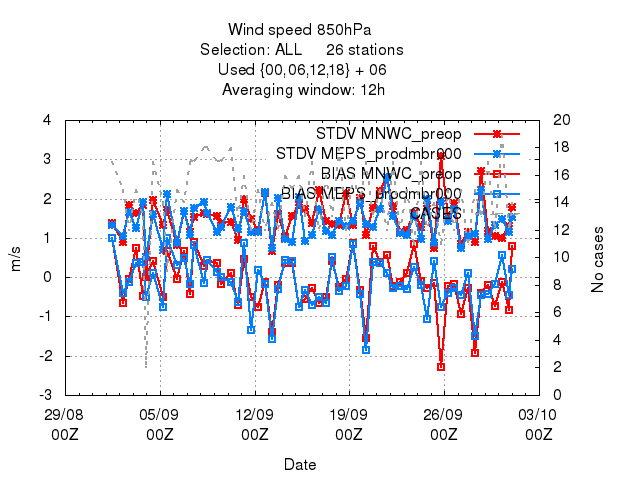 Wind speed 850hPa
Selection: ALL 26 stations
Used {00,06,12,18} + 06
Averaging window: 12h
4 20
STDV MNWC_preop
18
3 STDV MEPS_prodmbr000
16
BIAS MNWC_preop
2 BIAS MEPS_prodmbr000 14
CASES
12
1
10
0
8
-1 6
4
-2
2
-3 0
m/s
No cases
29/08 05/09 12/09 19/09 26/09 03/10
00Z 00Z 00Z 00Z 00Z 00Z
Date